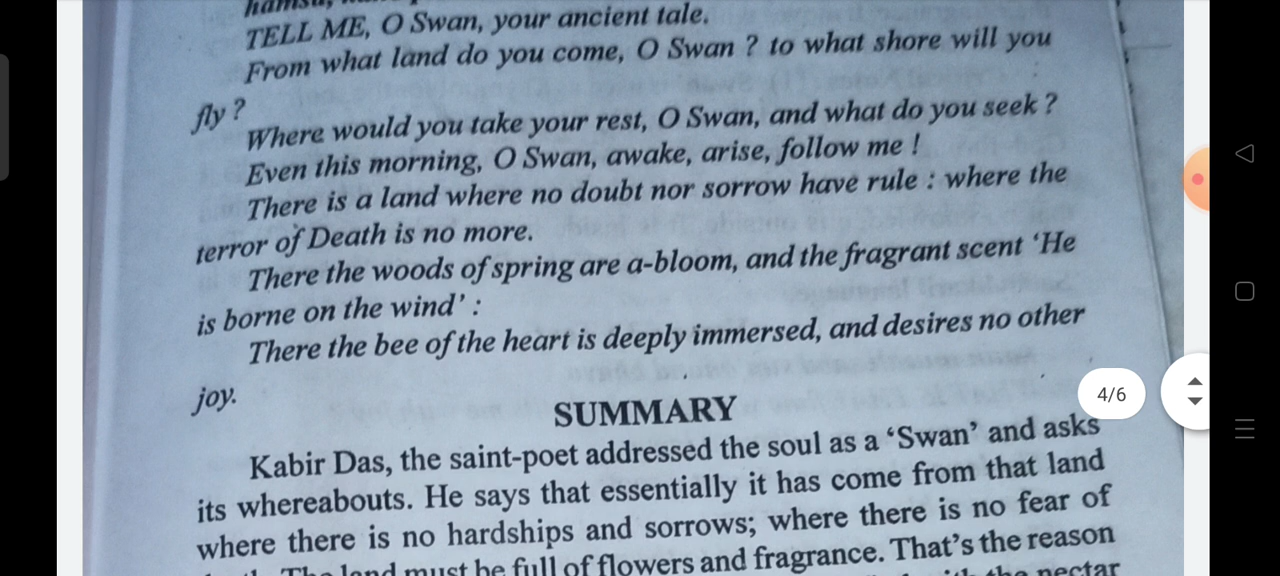 TELL ME, O Swan, your ancient tale.
From what land do you come, O Swan ? to what shore will you
fly ?
Where would you take your rest, O Swan, and what do you seek ?
Even this morning, O Swan, awake, arise, follow me !
There is a land where no doubt nor sorrow have rule : where the
terror of Death is no more.
There the woods of spring are a-bloom, and the fragrant scent ‘He
is borne on the wind’ :
There the bee of the heart is deeply immersed, and desires no other
joy.
4/6
SUMMARY
Kabir Das, the saint-poet addressed the soul as a ‘Swan’ and asks
its whereabouts. He says that essentially it has come from that land
where there is no hardships and sorrows; where there is no fear of
The land must be full of flowers and fragrance. That’s the reason
the nectar